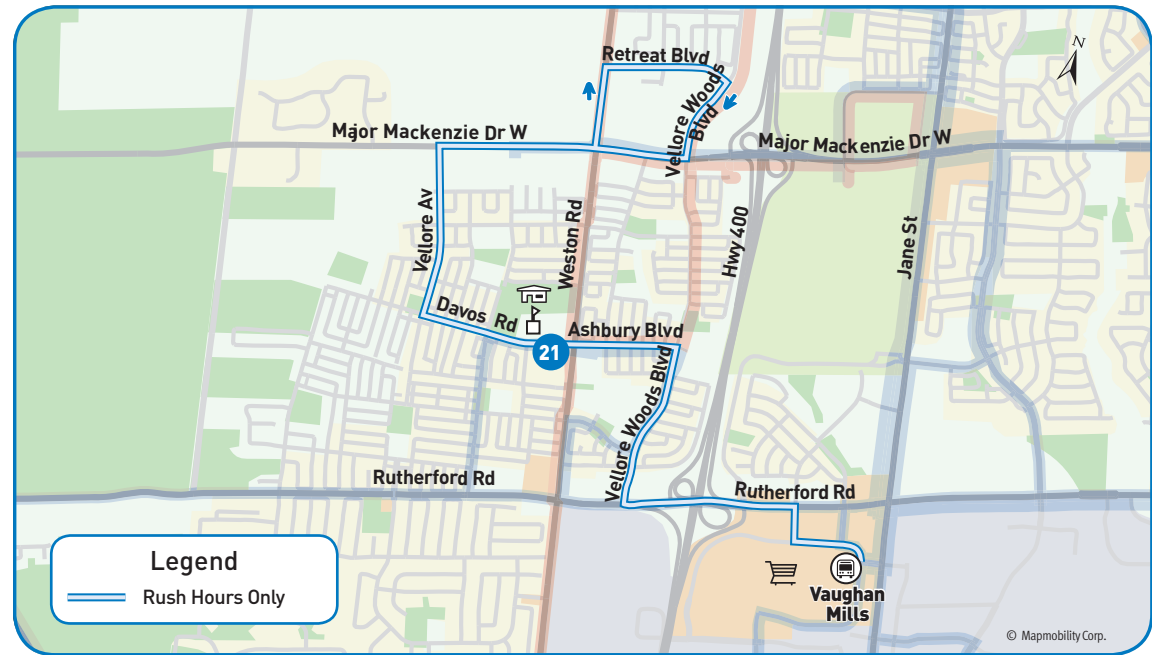 N
Retreat Blvd
Vellore Woods
Blvd
Major Mackenzie Dr W
Major Mackenzie Dr W
Vellore Av
Weston Rd
Hwy 400
Jane St
Davos Rd
Ashbury Blvd
21
Vellore Woods Blvd
Rutherford Rd
Rutherford Rd
Legend
Rush Hours Only
Vaughan
Mills
© Mapmobility Corp.